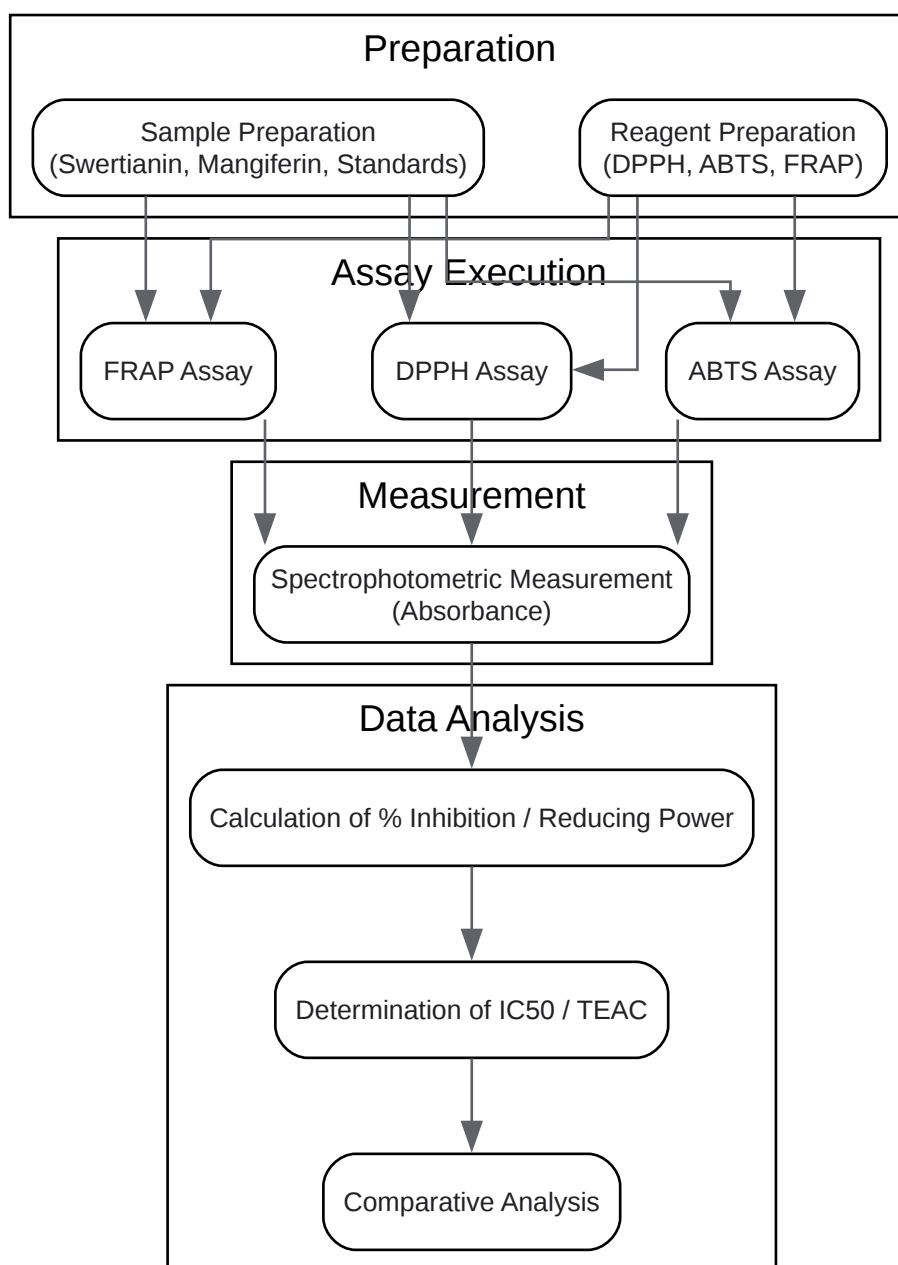 Preparation
Sample Preparation
(Swertianin, Mangiferin, Standards)
Reagent Preparation
(DPPH, ABTS, FRAP)
Assay Execution
FRAP Assay
DPPH Assay
ABTS Assay
Measurement
Spectrophotometric Measurement
(Absorbance)
Data Analysis
Calculation of % Inhibition / Reducing Power
Determination of IC50 / TEAC
Comparative Analysis